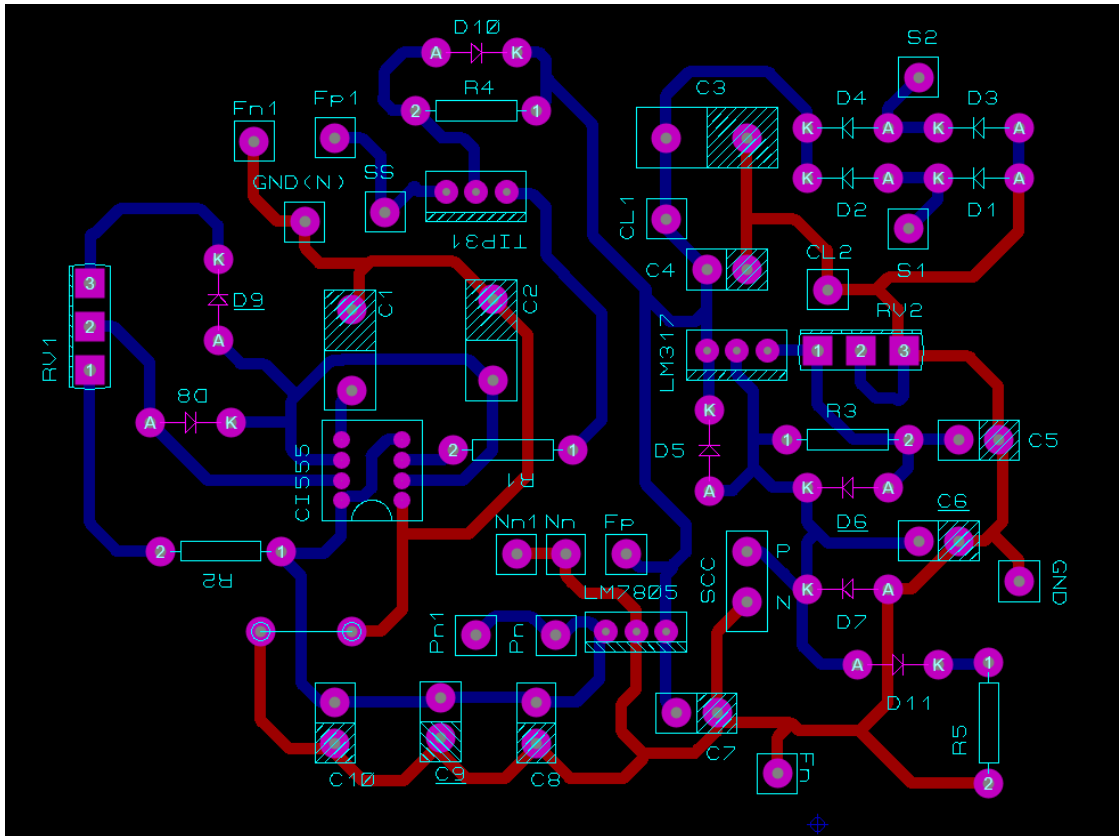 D10
A K
S2
R4
2 1
C3
Fn1
Fp1
D4 D3
K A K A
K A K A
D2 D1
GND(N)
SS
TIP31
CL1
CL2
S1
C4
K
D9
A
3
2
1
RV1
C1
C2
LM317
RV2
1 2 3
K
D5
A
R3
1 2
C5
D8
A K
CI555
2 1
R1
K A
D6
C6
Nn1 Nn Fp
SCC
P
N
GND
2 1
R2
LM7805
K A
D7
Pn1
Pn
A K
D11
1
R5
2
C7
Fn
C10 C9 C8